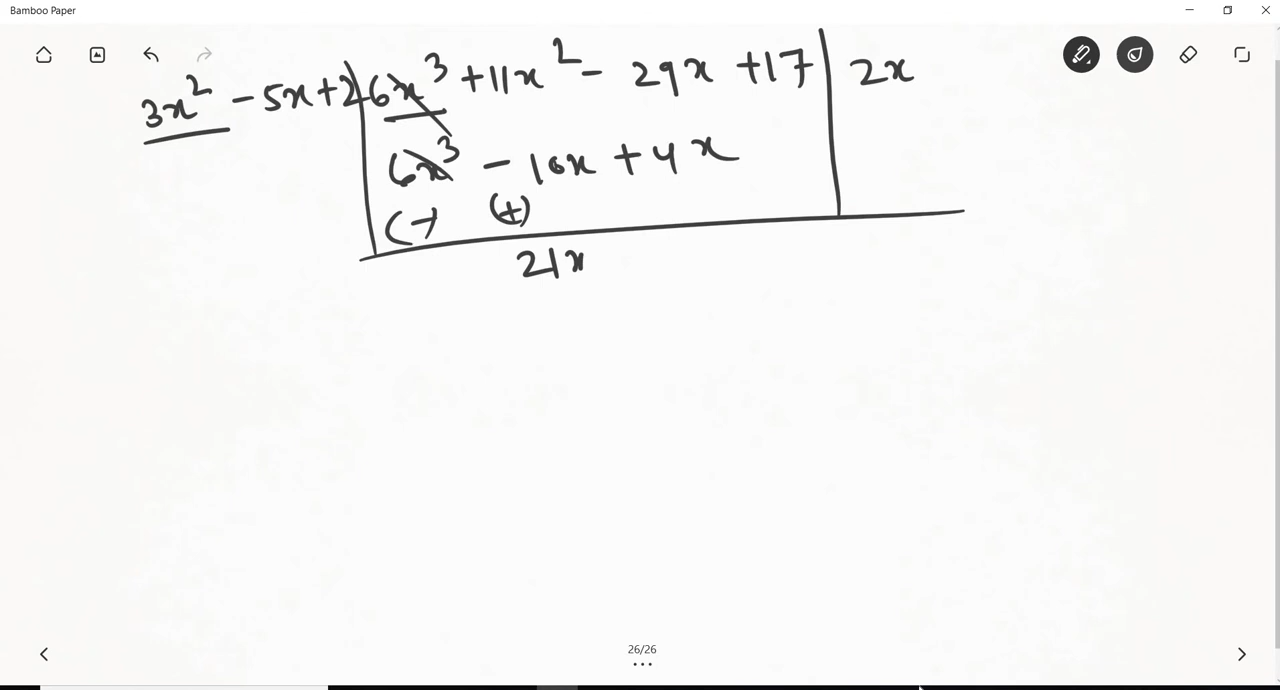 Bamboo Paper
3x² - 5x + 2 ) 6x³ + 11x² - 29x + 17 | 2x
6x³ - 10x + 4x
(-) (+)
21x
26/26